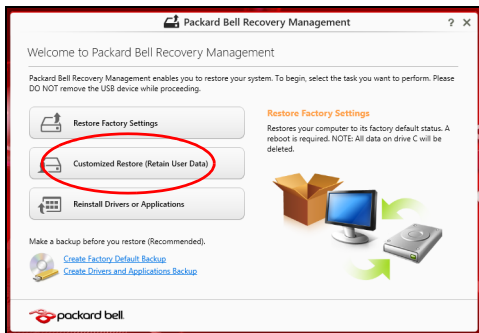 Packard Bell Recovery Management
Welcome to Packard Bell Recovery Management
Packard Bell Recovery Management enables you to restore your system. To begin, select the task you want to perform. Please
DO NOT remove the USB device while proceeding.
Restore Factory Settings
Customized Restore (Retain User Data)
Reinstall Drivers or Applications
Restore Factory Settings
Restores your computer to its factory default status. A
reboot is required. NOTE: All data on drive C will be
deleted.
Make a backup before you restore (Recommended).
Create Factory Default Backup
Create Drivers and Applications Backup
packard bell